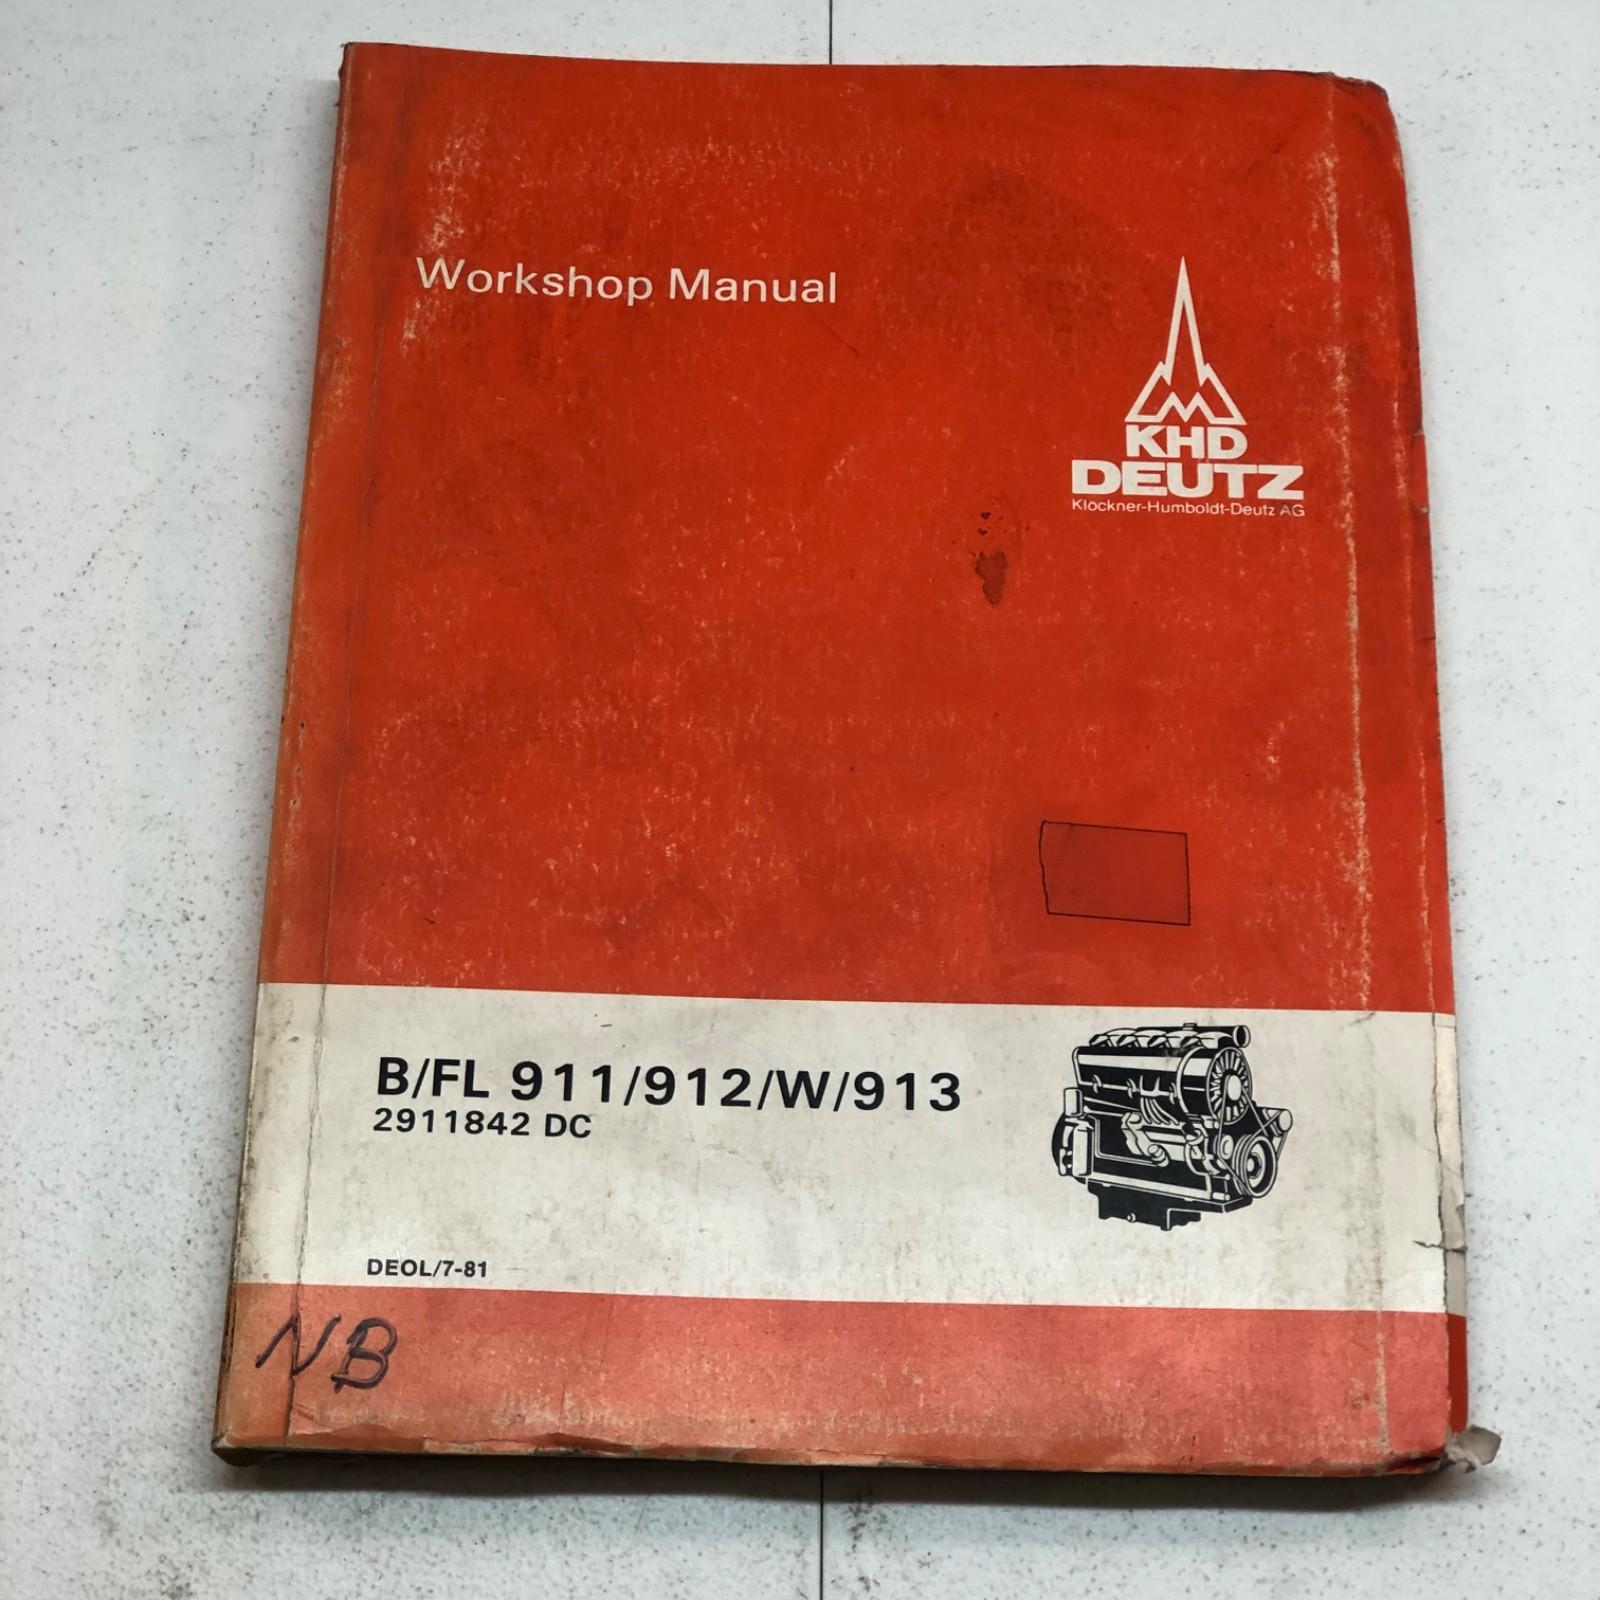 Workshop Manual
KHD
DEUTZ
Klöckner-Humboldt-Deutz AG
B/FL 911/912/W/913
2911842 DC
DEOL/7-81
NB